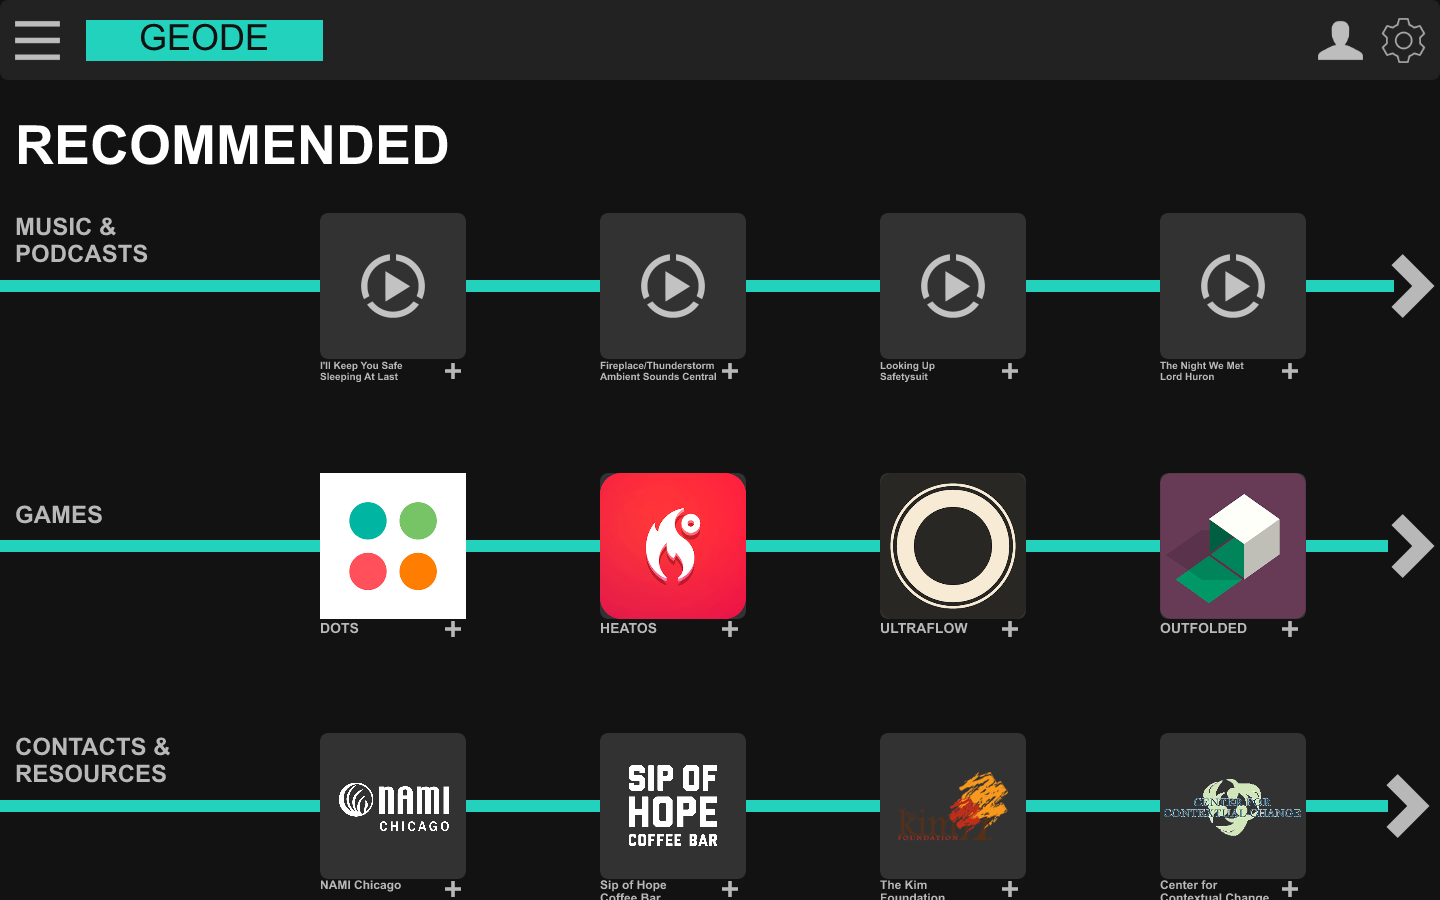 GEODE
RECOMMENDED
MUSIC &
PODCASTS
I'll Keep You Safe
Sleeping At Last
Fireplace/Thunderstorm
Ambient Sounds Central
Looking Up
Safetysuit
The Night We Met
Lord Huron
GAMES
DOTS
HEATOS
ULTRAFLOW
OUTFOLDED
CONTACTS &
RESOURCES
NAMI
CHICAGO
SIP OF
HOPE
COFFEE BAR
Kim
FOUNDATION
CENTER FOR
CONTEXTUAL CHANGE
NAMI Chicago
Sip of Hope
Coffee Bar
The Kim
Foundation
Center for
Contextual Change